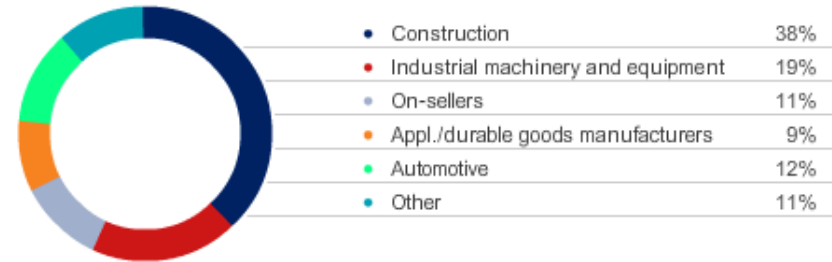 Construction 38%
Industrial machinery and equipment 19%
On-sellers 11%
Appl./durable goods manufacturers 9%
Automotive 12%
Other 11%